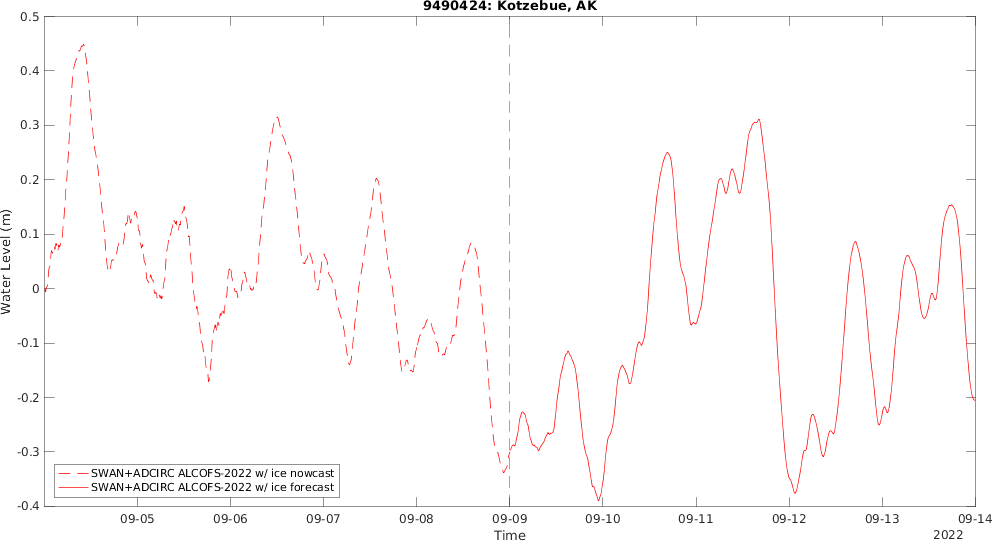 9490424: Kotzebue, AK
0.5
0.4
0.3
0.2
0.1
0
-0.1
-0.2
-0.3
-0.4
Water Level (m)
SWAN+ADCIRC ALCOFS-2022 w/ ice nowcast
SWAN+ADCIRC ALCOFS-2022 w/ ice forecast
09-05 09-06 09-07 09-08 09-09 09-10 09-11 09-12 09-13 09-14
Time
2022